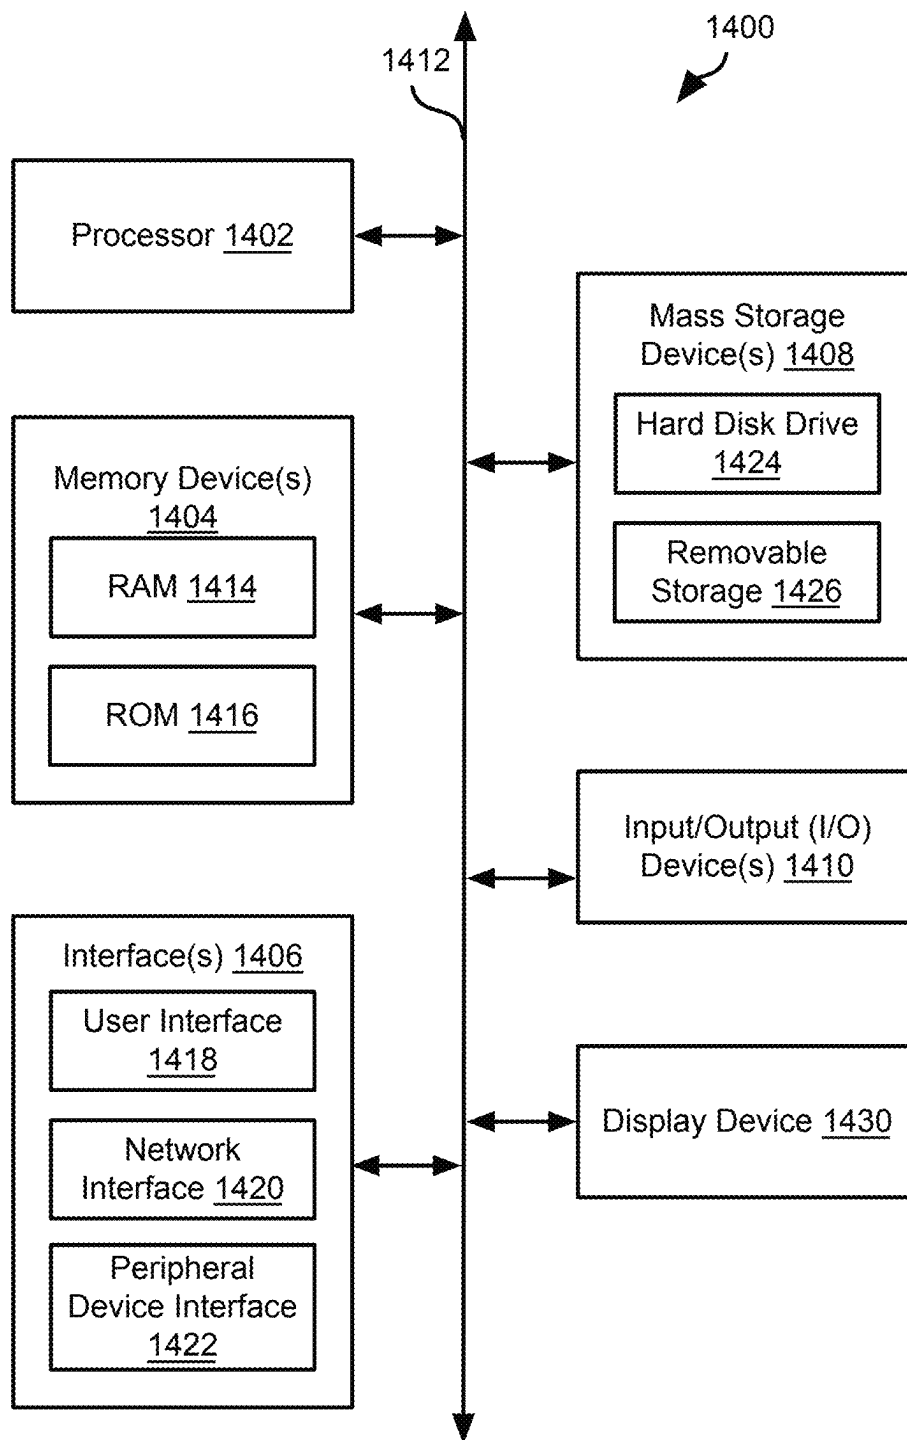 1412
1400
Processor 1402
Mass Storage
Device(s) 1408
Hard Disk Drive
1424
Removable
Storage 1426
Memory Device(s)
1404
RAM 1414
ROM 1416
Input/Output (I/O)
Device(s) 1410
Interface(s) 1406
User Interface
1418
Network
Interface 1420
Peripheral
Device Interface
1422
Display Device 1430